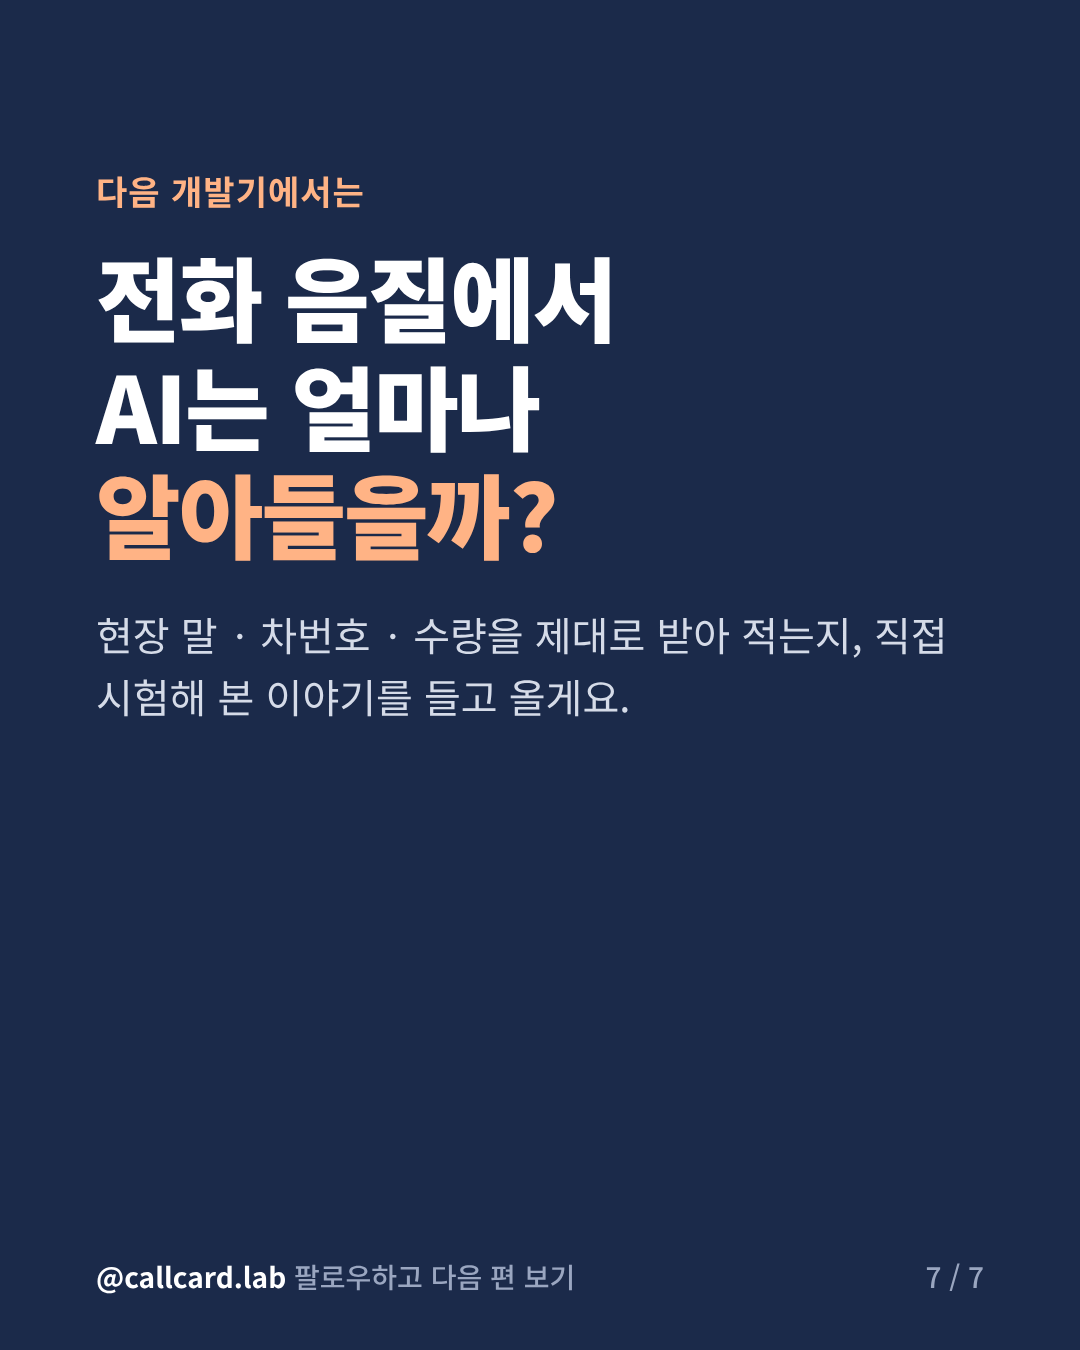 다음 개발기에서는
전화 음질에서
AI는 얼마나
알아들을까?
현장 말 · 차번호 · 수량을 제대로 받아 적는지, 직접
시험해 본 이야기를 들고 올게요.
@callcard.lab 팔로우하고 다음 편 보기
7 / 7